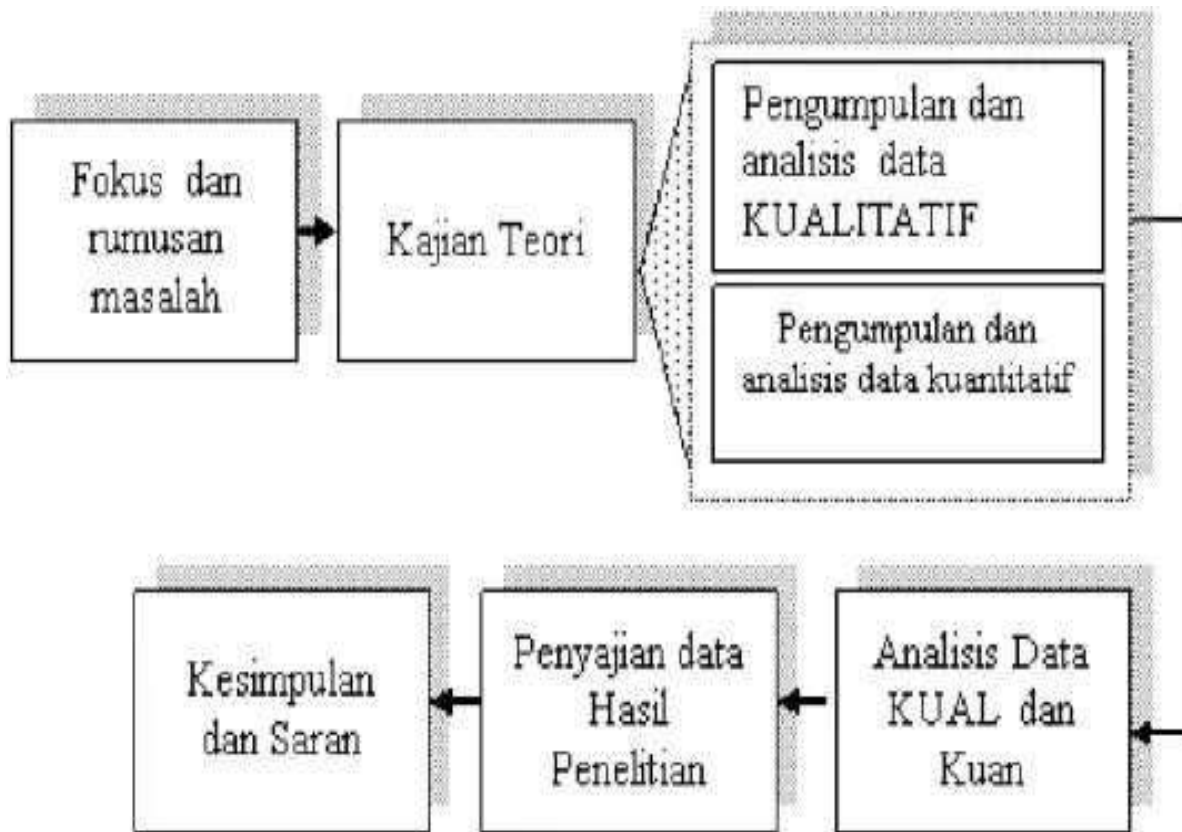 Fokus dan
rumusan
masalah
Kajian Teori
Pengumpulan dan
analisis data
KUALITATIF
Pengumpulan dan
analisis data kuantitatif
Analisis Data
KUAL dan
Kuan
Penyajian data
Hasil
Penelitian
Kesimpulan
dan Saran